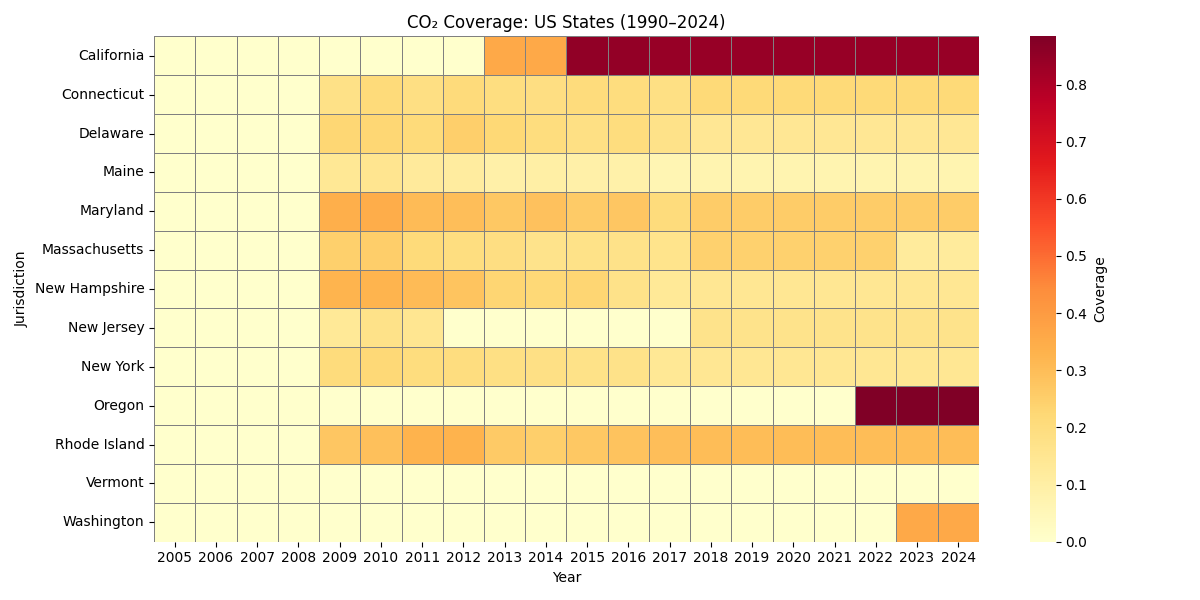 CO₂ Coverage: US States (1990–2024)
Jurisdiction
California
Connecticut
Delaware
Maine
Maryland
Massachusetts
New Hampshire
New Jersey
New York
Oregon
Rhode Island
Vermont
Washington
2005 2006 2007 2008 2009 2010 2011 2012 2013 2014 2015 2016 2017 2018 2019 2020 2021 2022 2023 2024
Year
0.8
0.7
0.6
0.5
0.4
0.3
0.2
0.1
0.0
Coverage